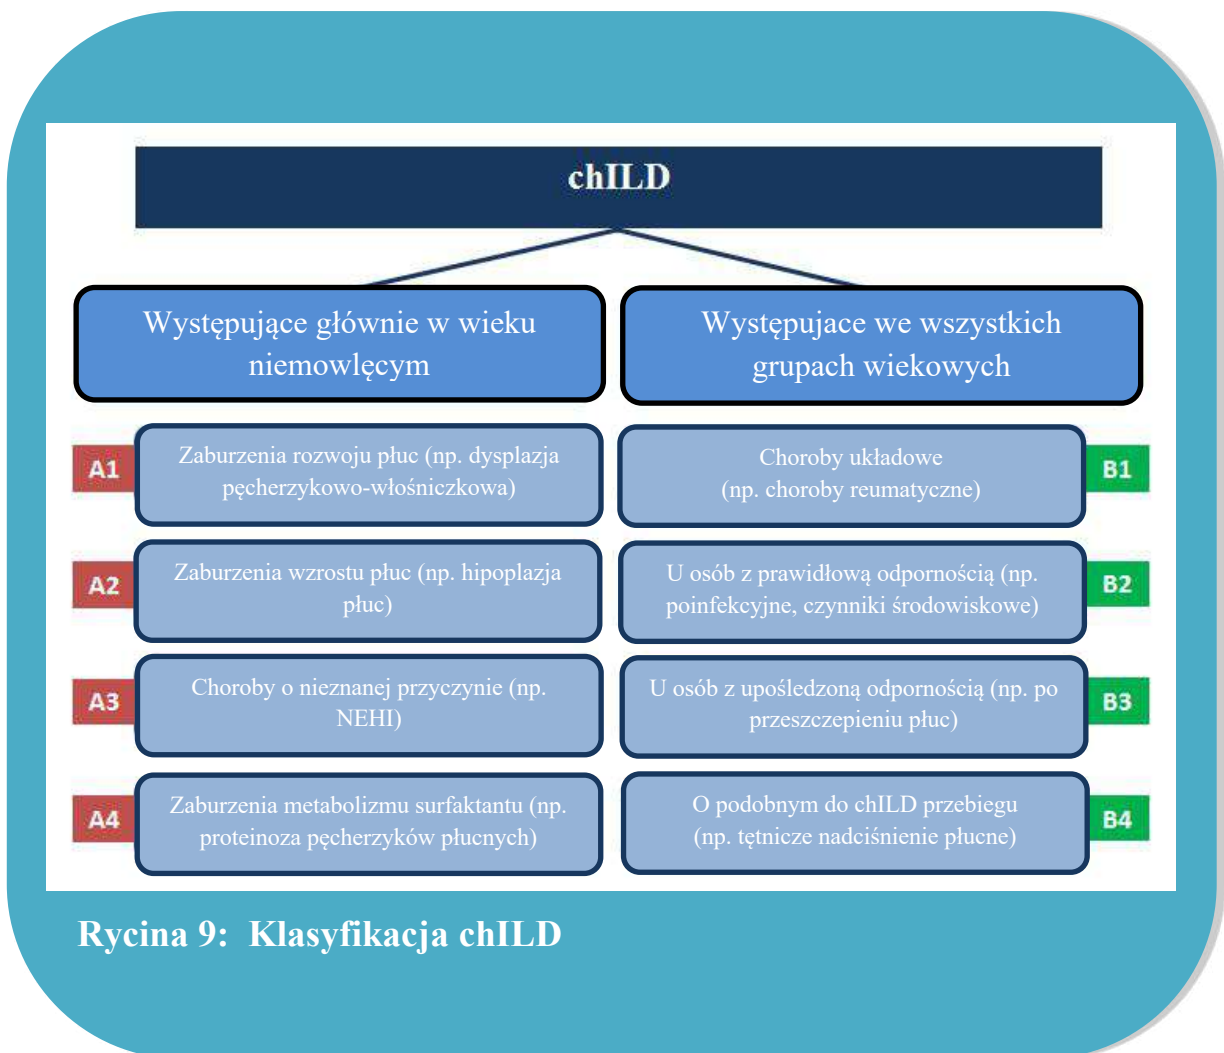 chILD
Występujące głównie w wieku
niemowlęcym
Występujace we wszystkich
grupach wiekowych
A1
Zaburzenia rozwoju płuc (np. dysplazja
pęcherzykowo-włośniczkowa)
Choroby układowe
(np. choroby reumatyczne)
B1
A2
Zaburzenia wzrostu płuc (np. hipoplazja
płuc)
U osób z prawidłową odpornością (np.
poinfekcyjne, czynniki środowiskowe)
B2
A3
Choroby o nieznanej przyczynie (np.
NEHI)
U osób z upośledzoną odpornością (np. po
przeszczepieniu płuc)
B3
A4
Zaburzenia metabolizmu surfaktantu (np.
proteinoza pęcherzyków płucnych)
O podobnym do chILD przebiegu
(np. tętnicze nadciśnienie płucne)
B4
Rycina 9: Klasyfikacja chILD